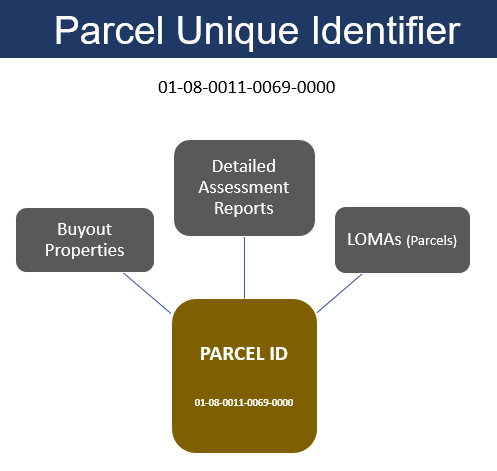 Parcel Unique Identifier
01-08-0011-0069-0000
Detailed
Assessment
Reports
Buyout
Properties
LOMAs (Parcels)
PARCEL ID
01-08-0011-0069-0000